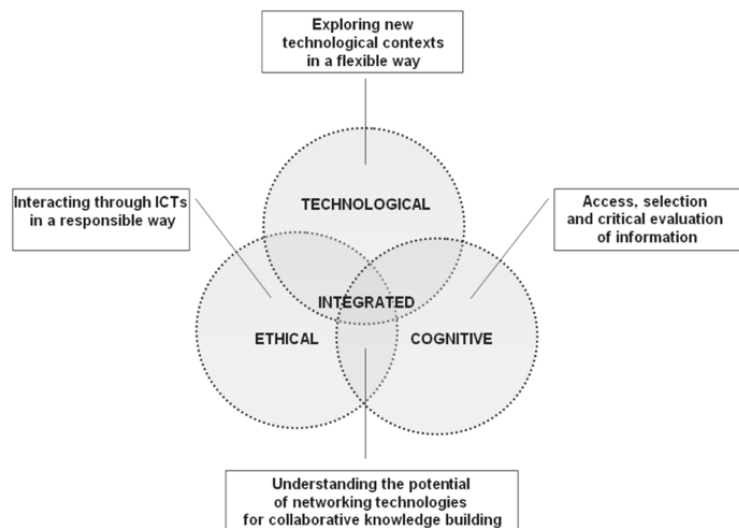 Exploring new
technological contexts
in a flexible way
TECHNOLOGICAL
Interacting through ICTs
in a responsible way
Access, selection
and critical evaluation
of information
INTEGRATED
ETHICAL
COGNITIVE
Understanding the potential
of networking technologies
for collaborative knowledge building